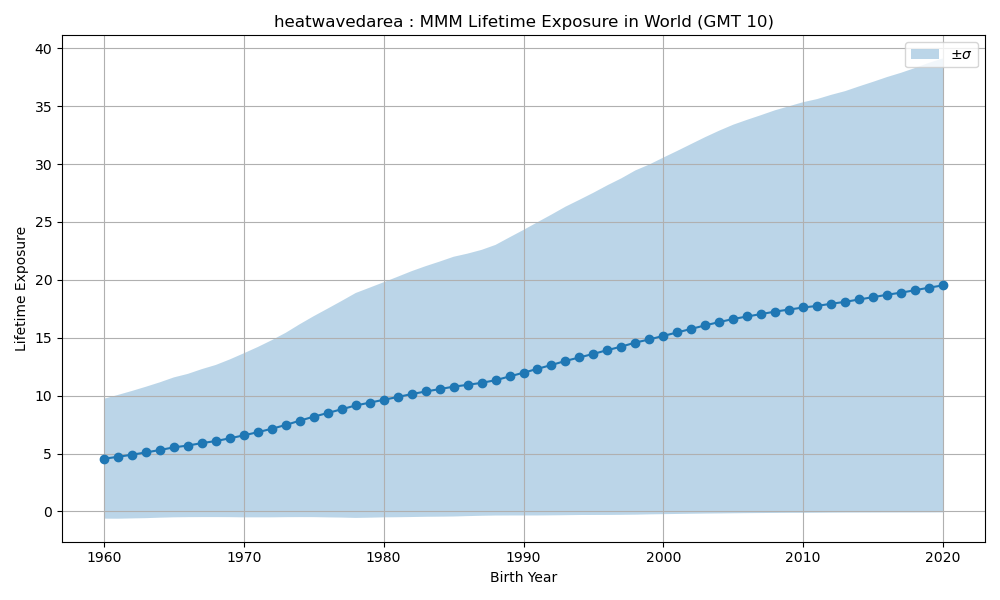 heatwavedarea : MMM Lifetime Exposure in World (GMT 10)
±σ
Lifetime Exposure
40
35
30
25
20
15
10
5
0
1960 1970 1980 1990 2000 2010 2020
Birth Year